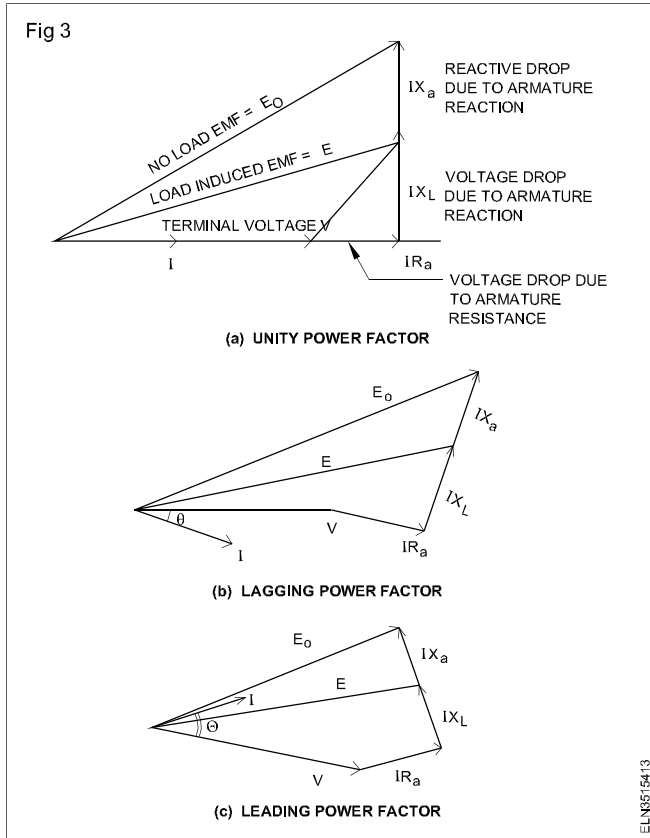 Fig 3
NO LOAD EMF = E_O
LOAD INDUCED EMF = E
TERMINAL VOLTAGE V
I
IR_a
IX_a
REACTIVE DROP
DUE TO ARMATURE
REACTION
IX_L
VOLTAGE DROP
DUE TO ARMATURE
REACTION
VOLTAGE DROP DUE
TO ARMATURE
RESISTANCE
(a) UNITY POWER FACTOR
E_o
IX_a
E
IX_L
θ
V
I
IR_a
(b) LAGGING POWER FACTOR
E_o
IX_a
I
E
Θ
IX_L
V
IR_a
(c) LEADING POWER FACTOR
ELN3515413